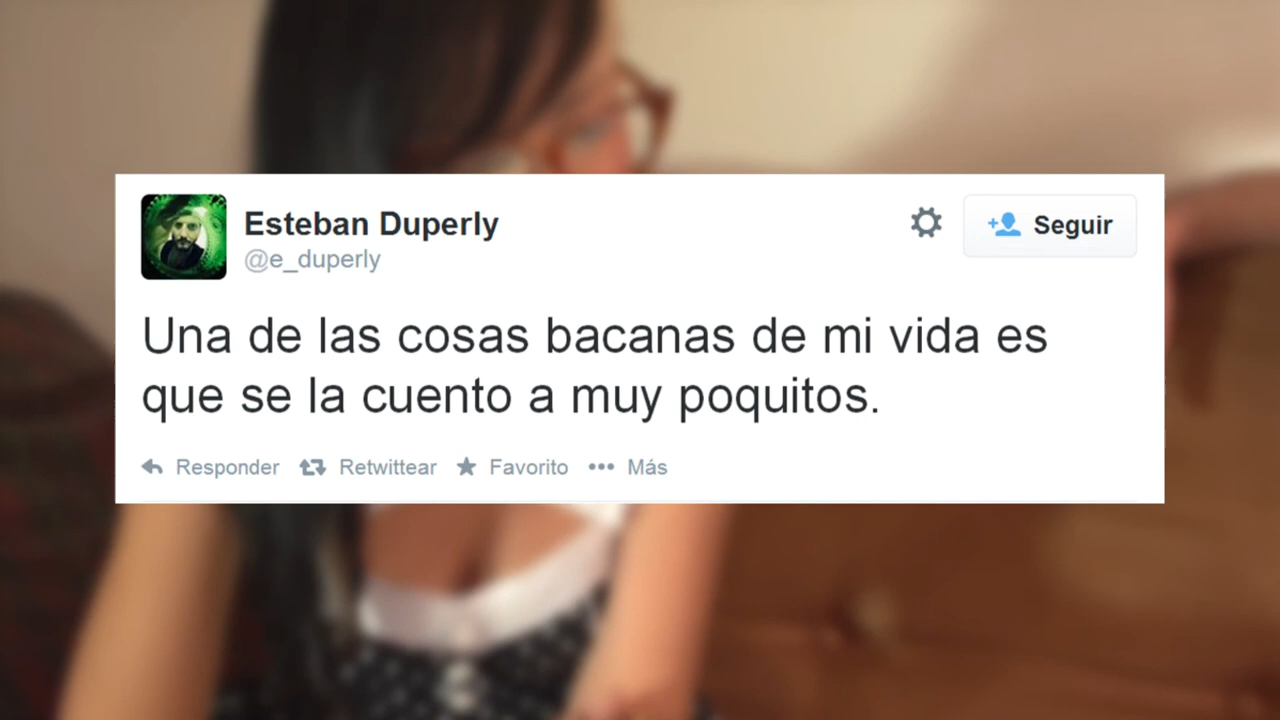 Esteban Duperly
@e_duperly
Seguir
Una de las cosas bacanas de mi vida es
que se la cuento a muy poquitos.
Responder Retwittear Favorito Más